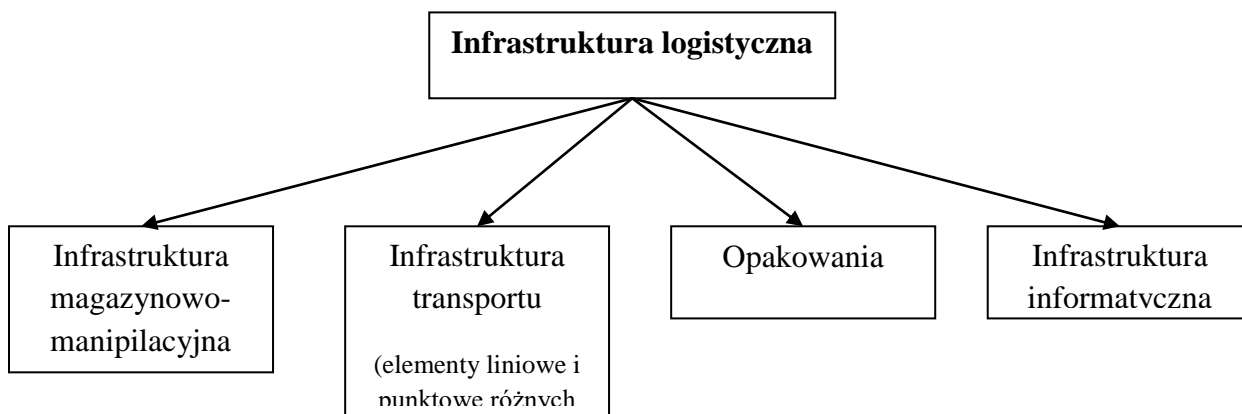 Infrastruktura logistyczna
Infrastruktura
magazynowo-
manipilacyjna
Infrastruktura
transportu
(elementy liniowe i
punktowe różnych
Opakowania
Infrastruktura
informatyczna